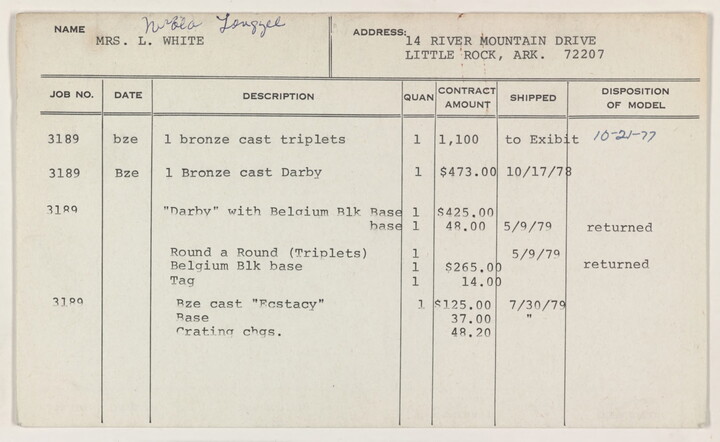 NAME
MRS. L. WHITE
ADDRESS:
14 RIVER MOUNTAIN DRIVE
LITTLE ROCK, ARK. 72207
JOB NO. DATE DESCRIPTION QUAN CONTRACT AMOUNT SHIPPED DISPOSITION OF MODEL
3189 bze 1 bronze cast triplets 1 1,100 to Exibit 10-21-77
3189 Bze 1 Bronze cast Darby 1 $473.00 10/17/78
3189 "Darby" with Belgium Blk Base 1 $425.00
base 1 48.00 5/9/79 returned
Round a Round (Triplets) 1 5/9/79
Belgium Blk base 1 $265.00 returned
Tag 1 14.00
3189 Bze cast "Ecstacy" 1 $125.00 7/30/79
Base 37.00 "
Crating chgs. 48.20